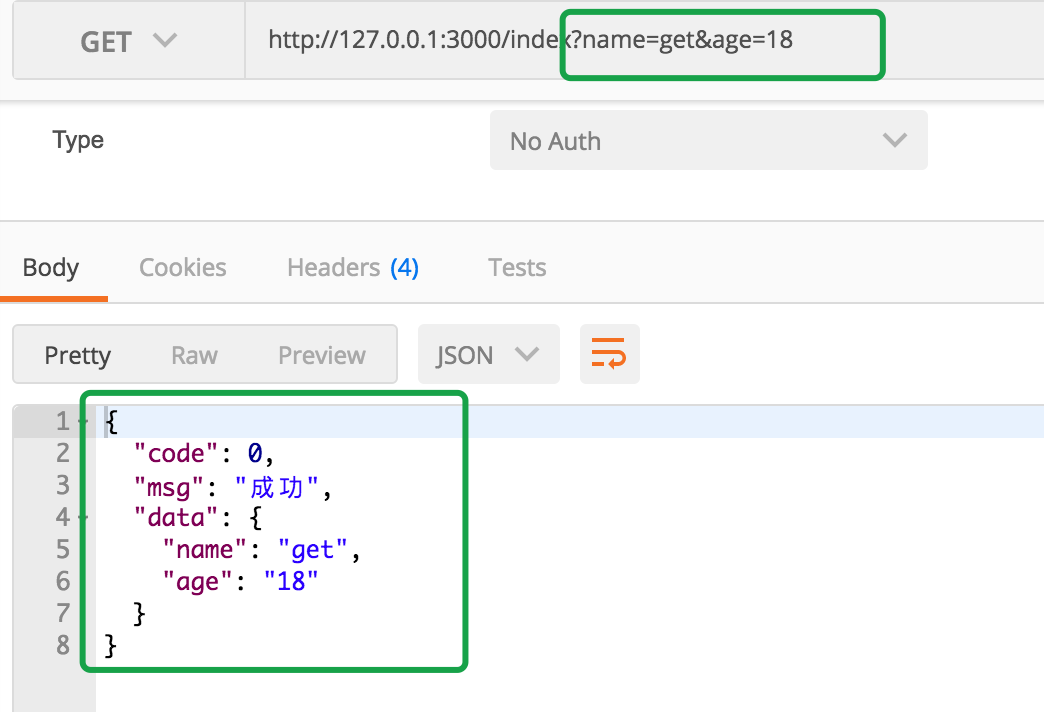 GET http://127.0.0.1:3000/index?name=get&age=18
Type No Auth
Body Cookies Headers (4) Tests
Pretty Raw Preview JSON
1 {
2 "code": 0,
3 "msg": "成功",
4 "data": {
5 "name": "get",
6 "age": "18"
7 }
8 }